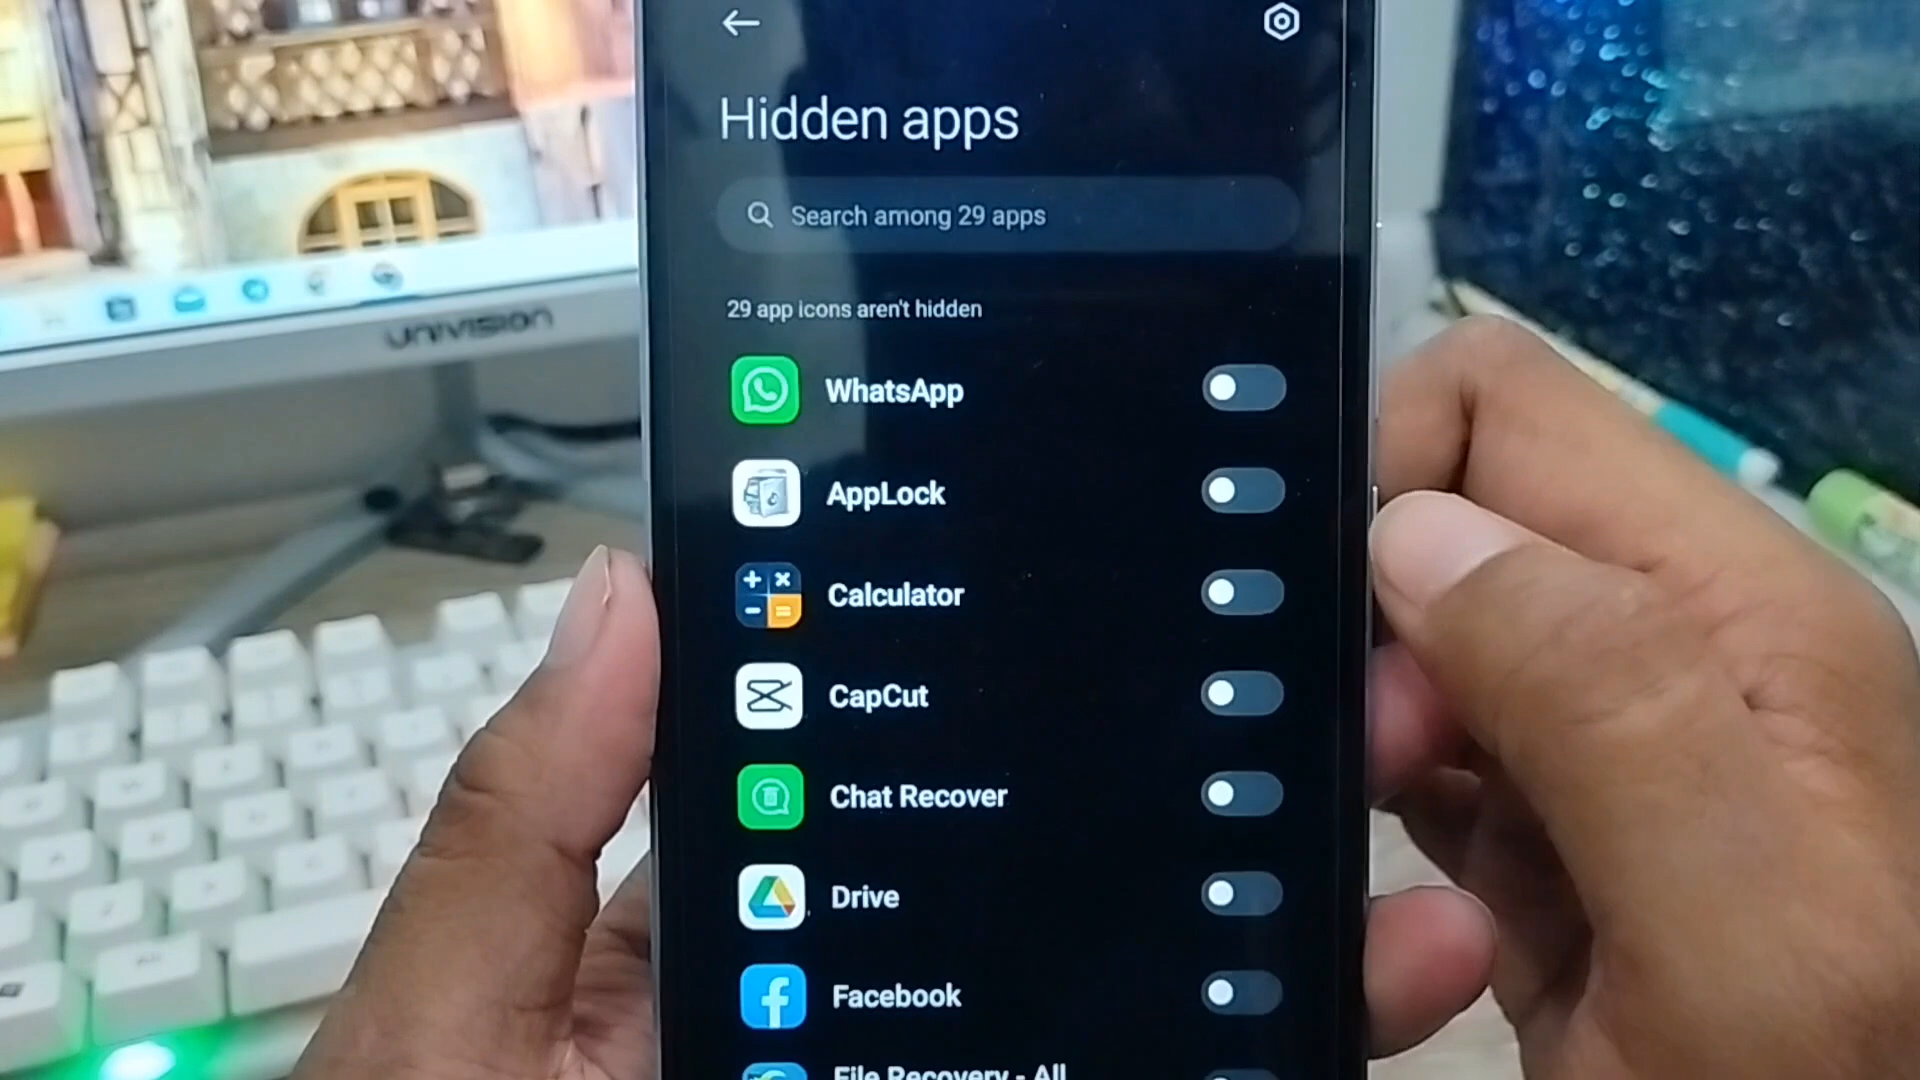 Hidden apps
Search among 29 apps
29 app icons aren't hidden
WhatsApp
AppLock
Calculator
CapCut
Chat Recover
Drive
Facebook
File Recovery - All
UNIVISION